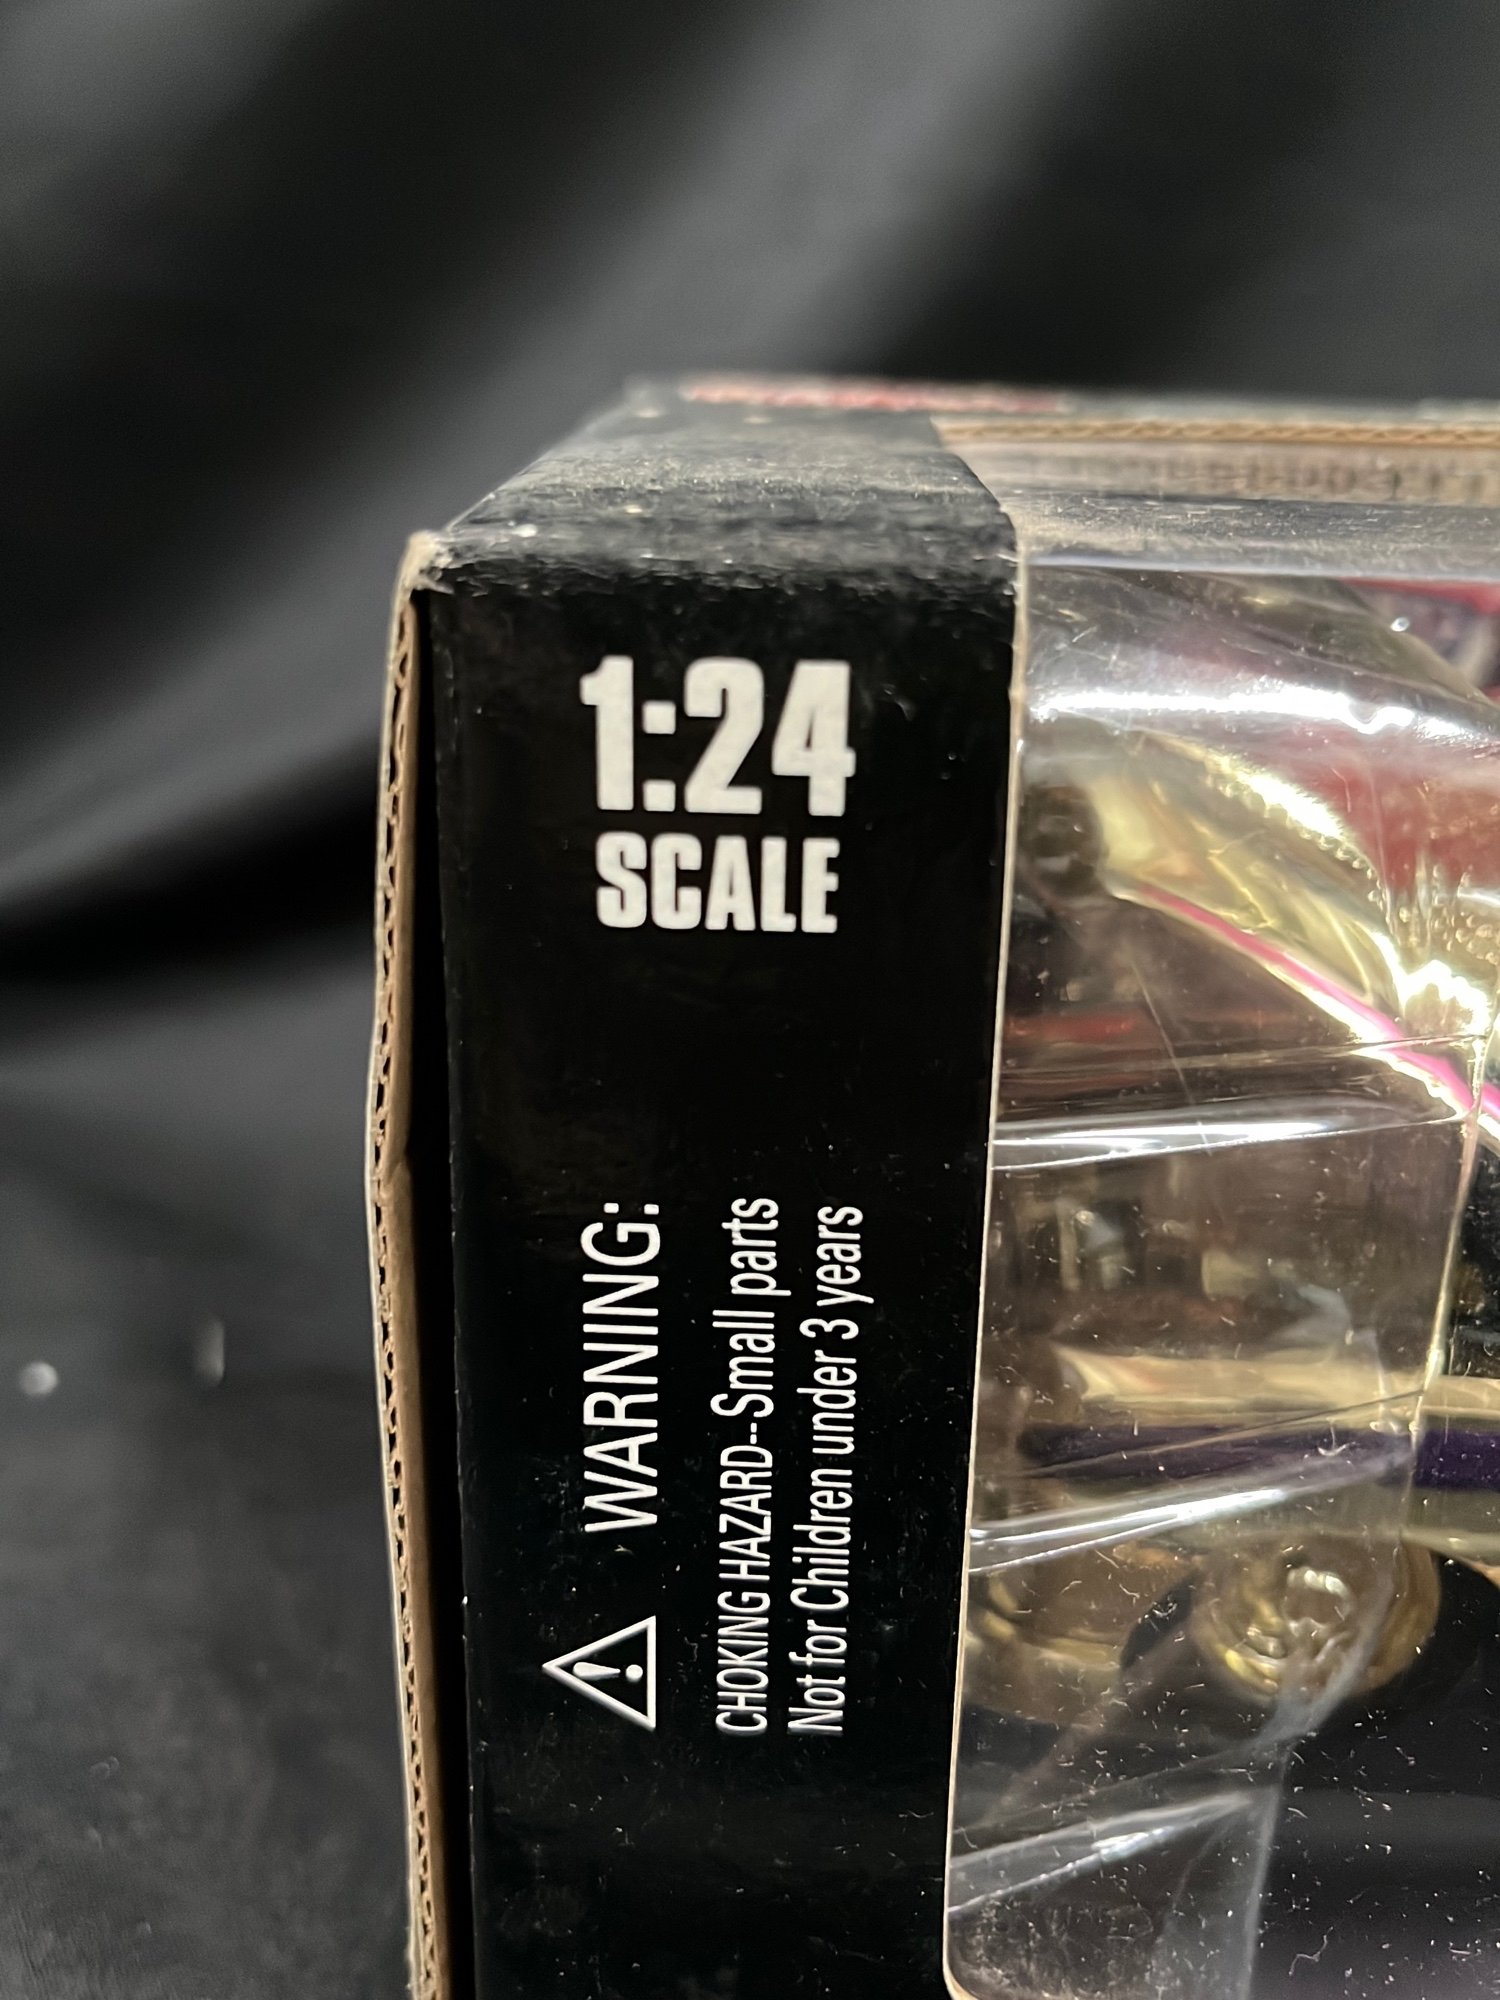 1:24
SCALE
WARNING:
CHOKING HAZARD--Small parts
Not for Children under 3 years